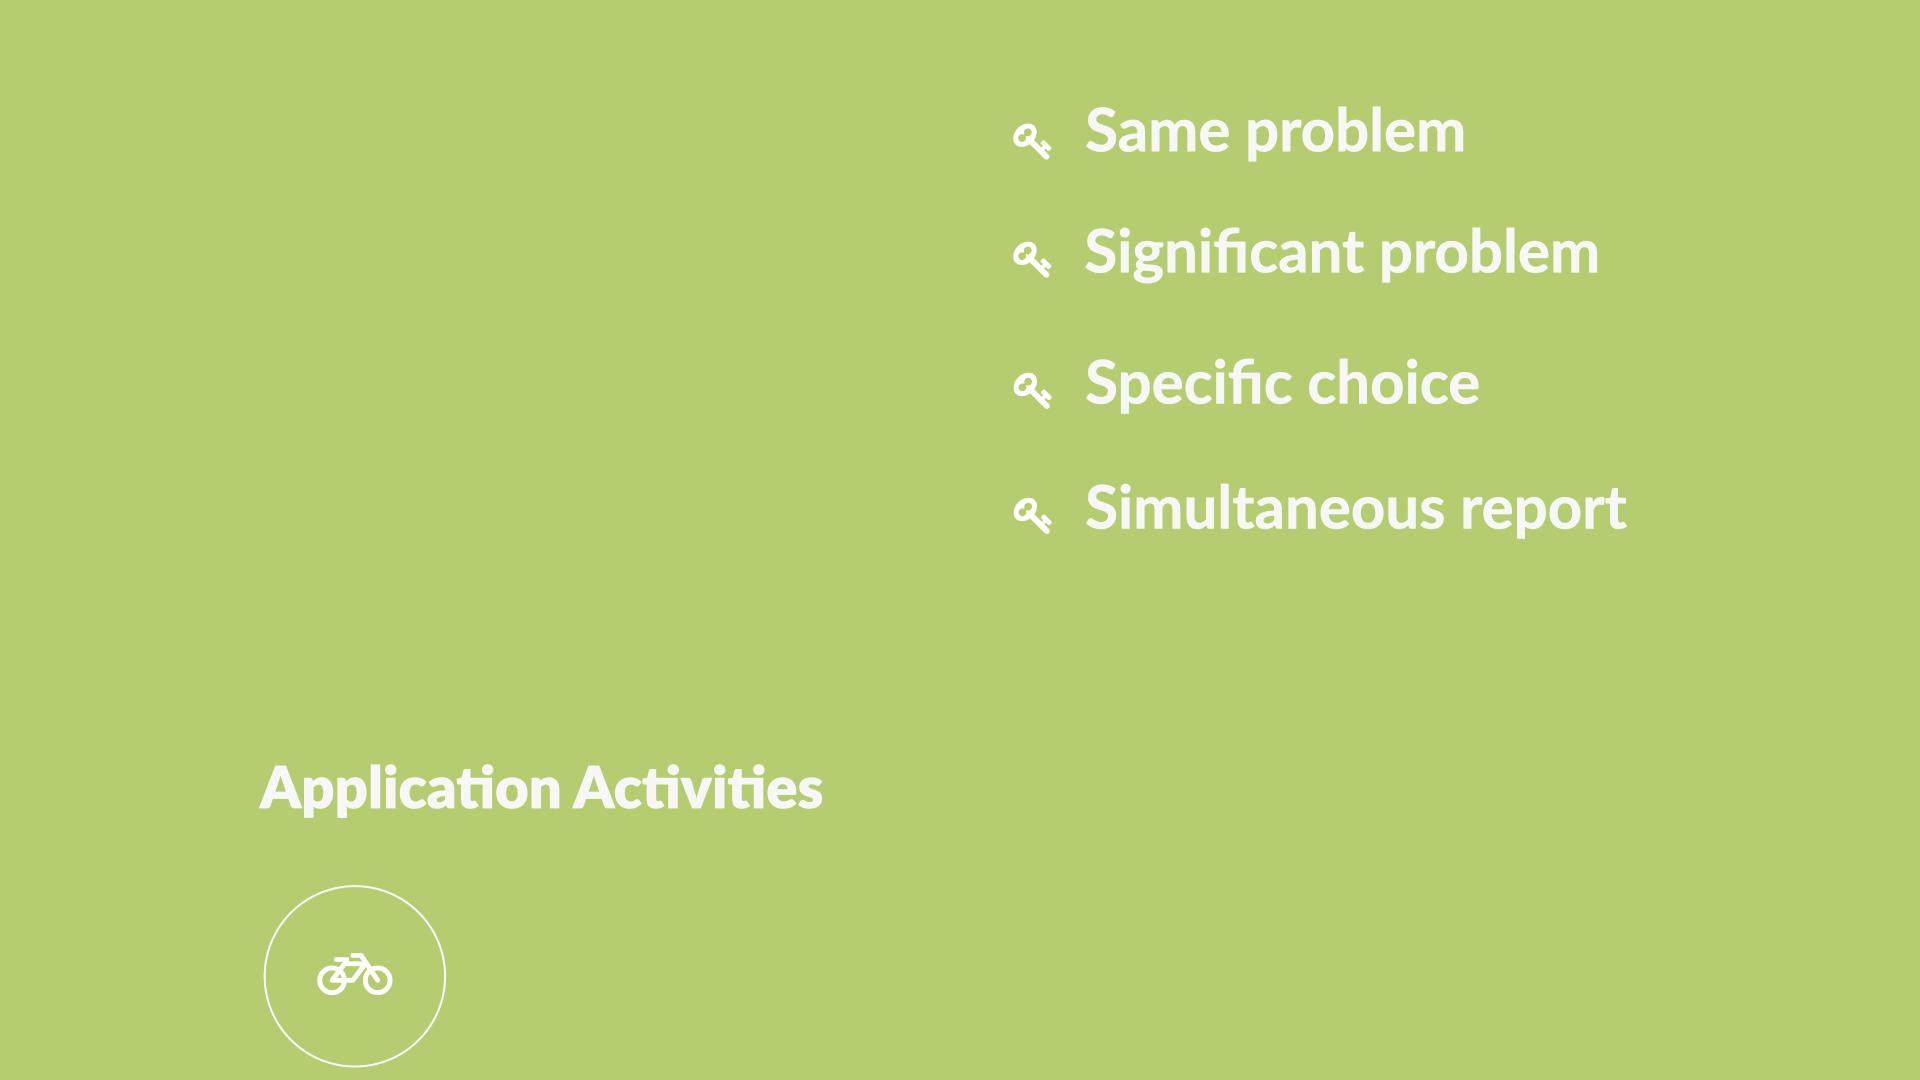 Same problem
Significant problem
Specific choice
Simultaneous report
Application Activities